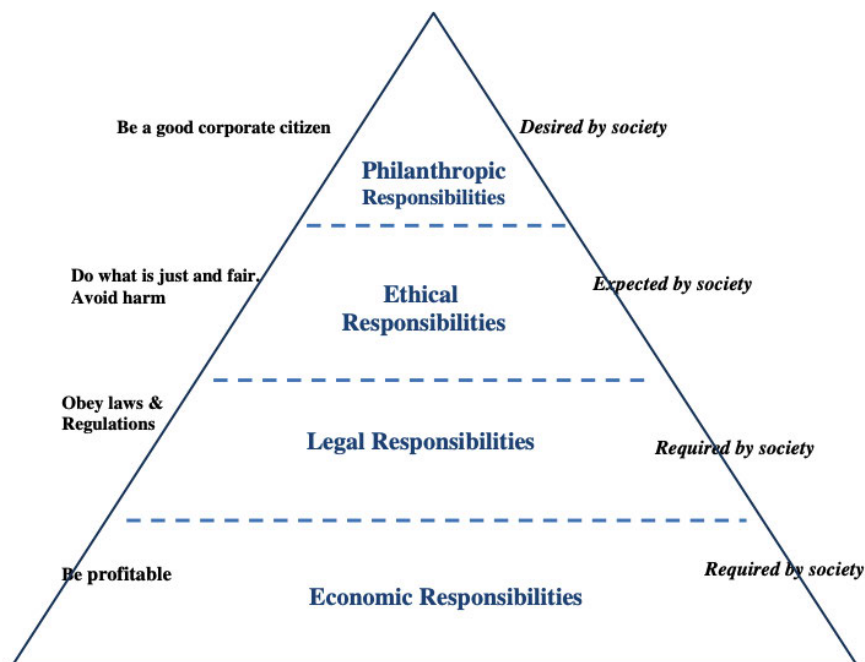 Be a good corporate citizen
Desired by society
Philanthropic
Responsibilities
Do what is just and fair.
Avoid harm
Expected by society
Ethical
Responsibilities
Obey laws &
Regulations
Legal Responsibilities
Required by society
Be profitable
Required by society
Economic Responsibilities